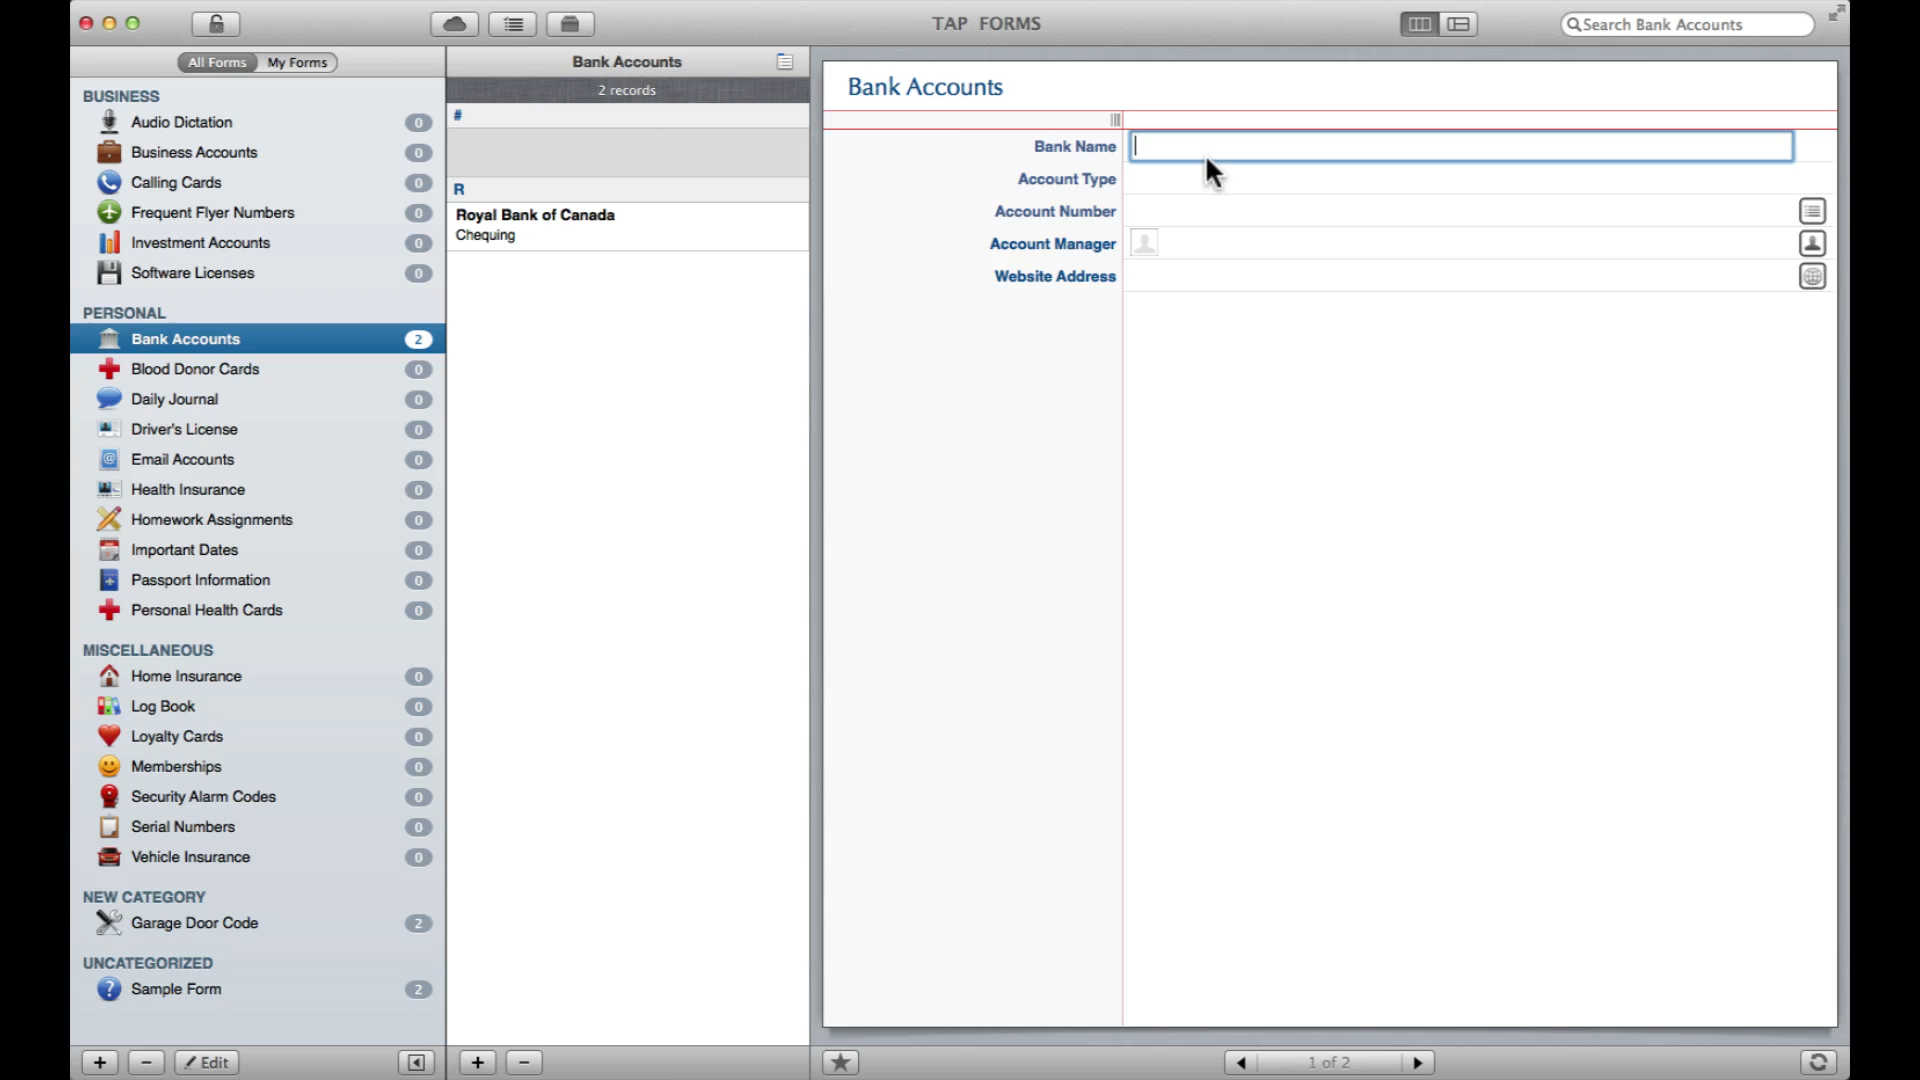 TAP FORMS
Search Bank Accounts
All Forms
My Forms
BUSINESS
Audio Dictation 0
Business Accounts 0
Calling Cards 0
Frequent Flyer Numbers 0
Investment Accounts 0
Software Licenses 0
PERSONAL
Bank Accounts 2
Blood Donor Cards 0
Daily Journal 0
Driver's License 0
Email Accounts 0
Health Insurance 0
Homework Assignments 0
Important Dates 0
Passport Information 0
Personal Health Cards 0
MISCELLANEOUS
Home Insurance 0
Log Book 0
Loyalty Cards 0
Memberships 0
Security Alarm Codes 0
Serial Numbers 0
Vehicle Insurance 0
NEW CATEGORY
Garage Door Code 2
UNCATEGORIZED
Sample Form 2
+ - Edit
Bank Accounts
2 records
#
R
Royal Bank of Canada
Chequing
+ -
Bank Accounts
Bank Name
Account Type
Account Number
Account Manager
Website Address
1 of 2